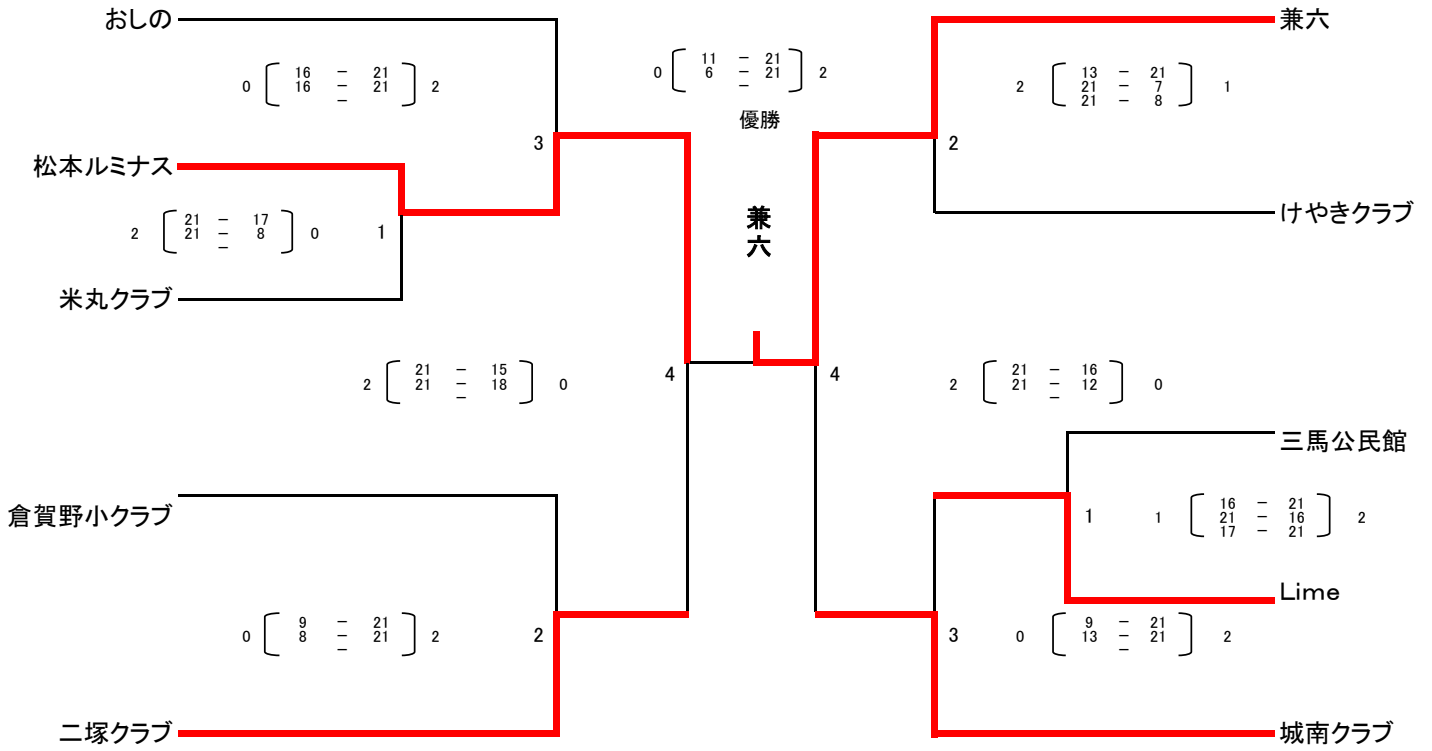 おしの
兼六
16 － 21
0 16 － 21 2
－
11 － 21
0 6 － 21 2
－
13 － 21
2 21 － 7 1
21 － 8
優勝
3
2
松本ルミナス
兼六
けやきクラブ
21 － 17
2 21 － 8 0
－
1
米丸クラブ
21 － 15
2 21 － 18 0
－
4
4
21 － 16
2 21 － 12 0
－
三馬公民館
倉賀野小クラブ
1
16 － 21
1 21 － 16 2
17 － 21
Lime
9 － 21
0 8 － 21 2
－
2
3
9 － 21
0 13 － 21 2
－
二塚クラブ
城南クラブ